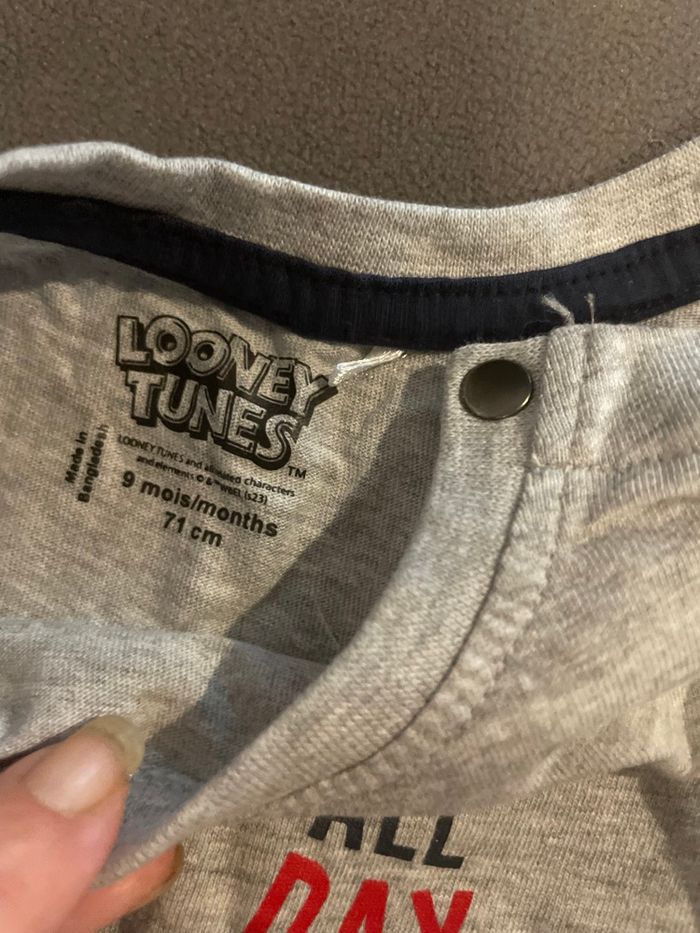 LOONEY
TUNES
TM
LOONEY TUNES and all related characters
and elements © & ™ WBEI (s23)
9 mois/months
71 cm
Made in
Bangladesh
ALL
DAY